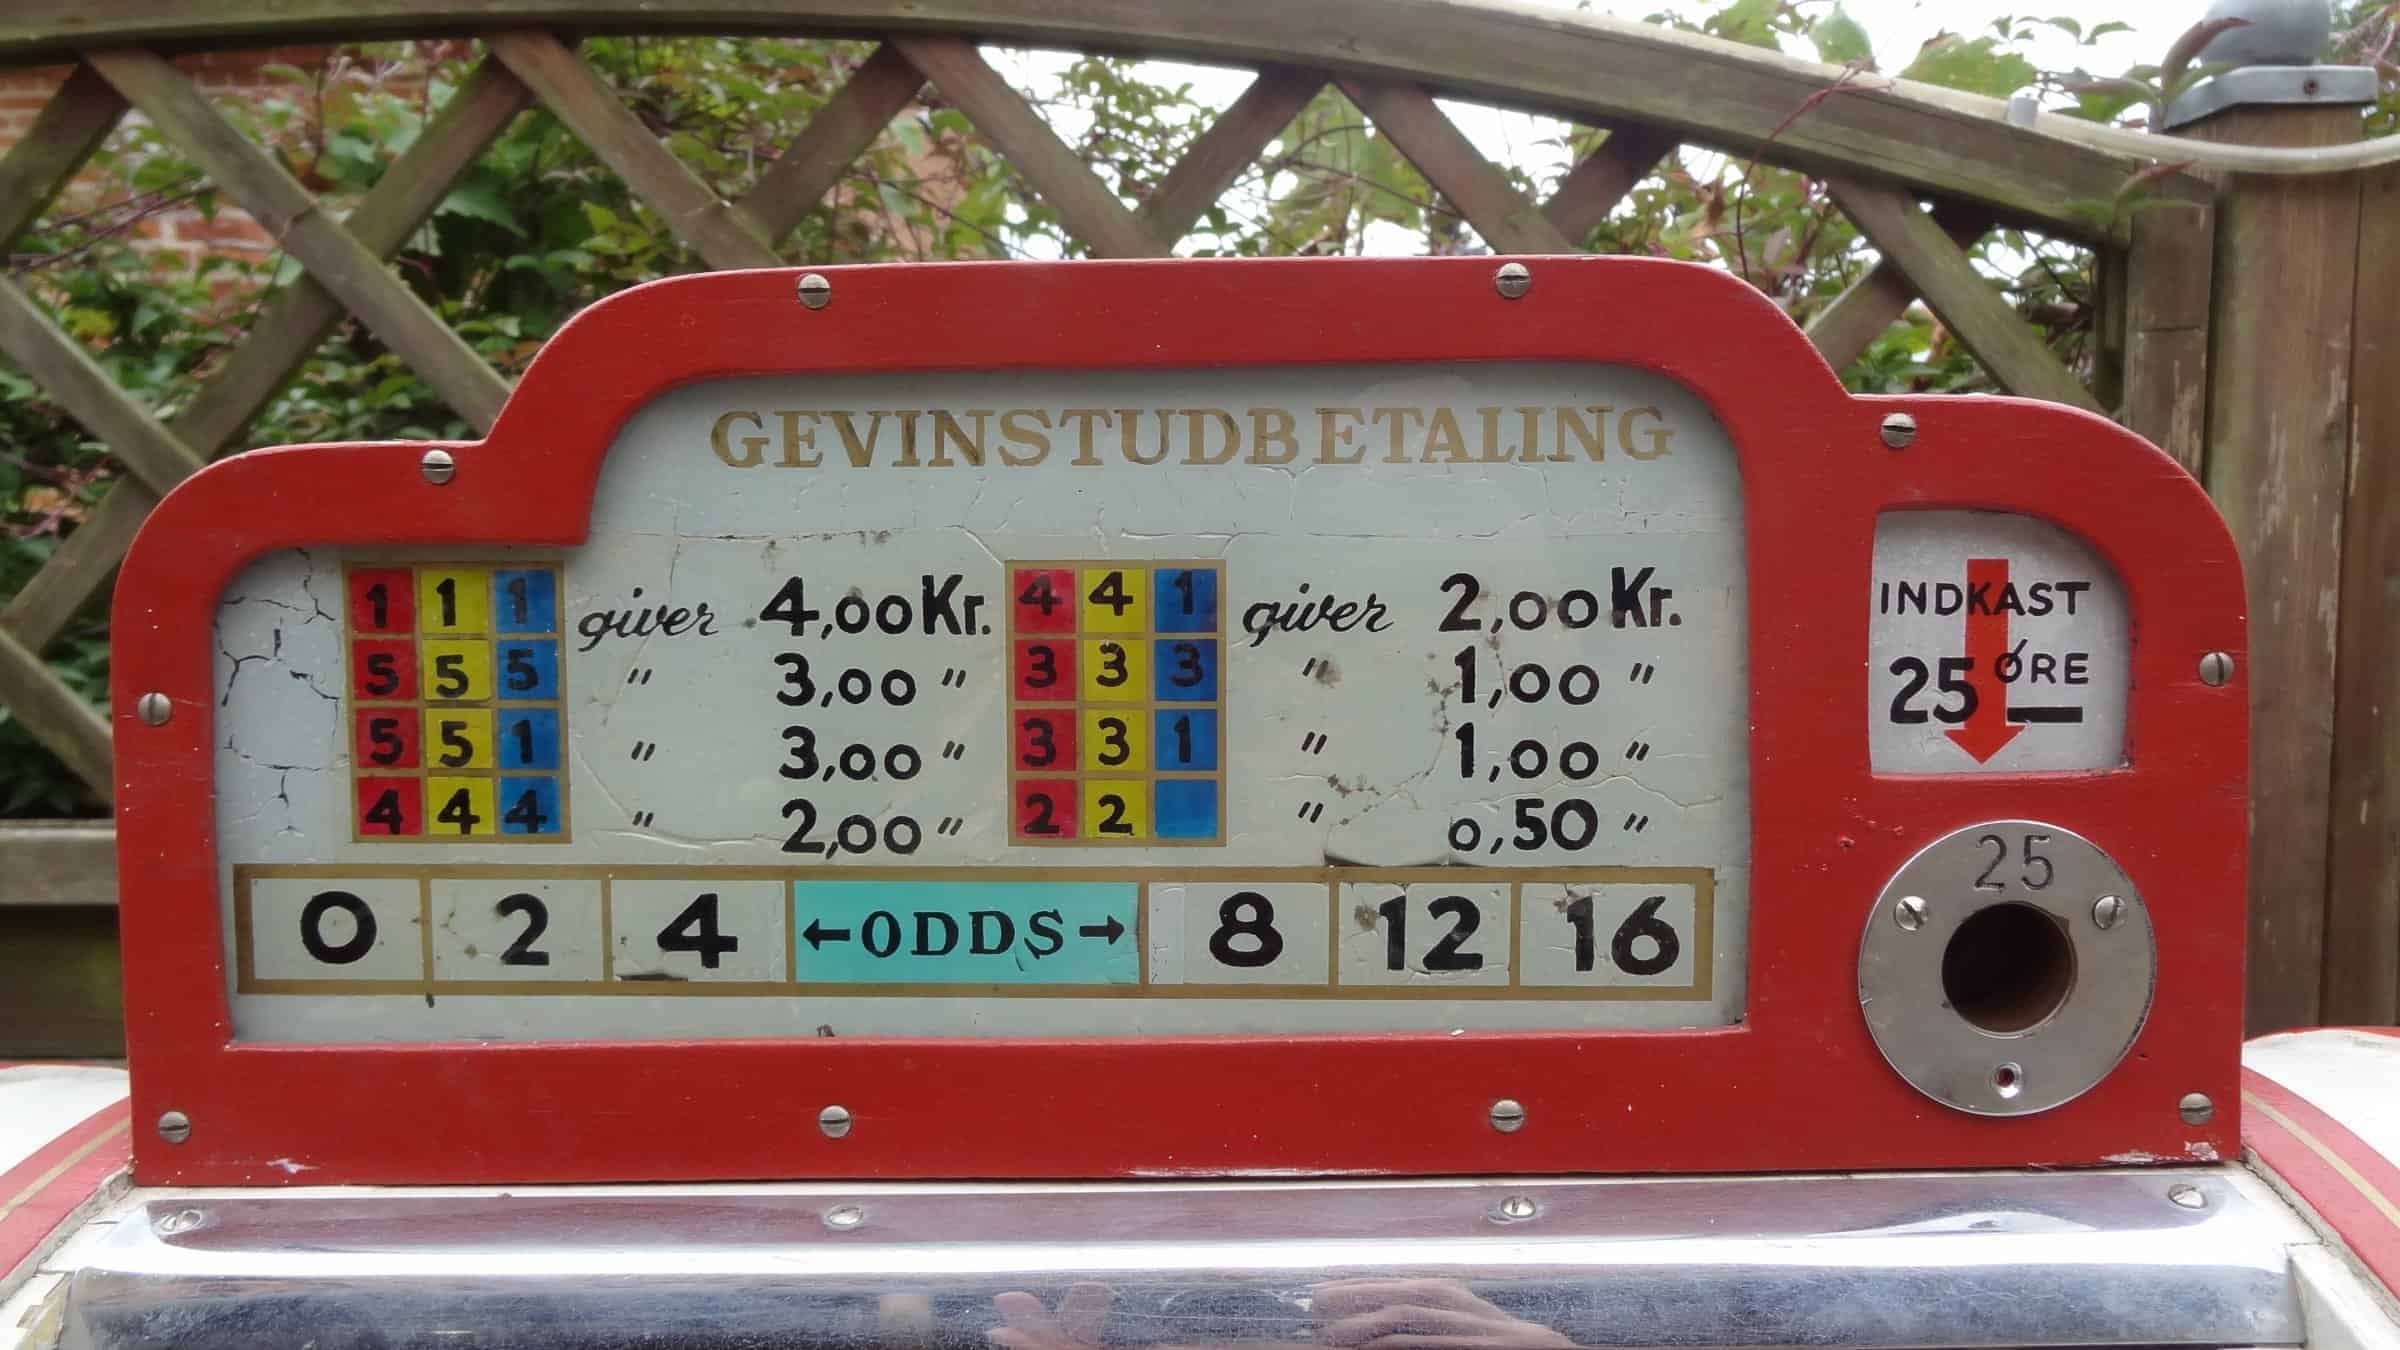 GEVINSTUDBETALING
1 1 1 giver 4,00 Kr. 4 4 1 giver 2,00 Kr.
5 5 5 " 3,00 " 3 3 3 " 1,00 "
5 5 1 " 3,00 " 3 3 1 " 1,00 "
4 4 4 " 2,00 " 2 2 " 0,50 "
0 2 4 ←ODDS→ 8 12 16
INDKAST
25 ØRE
25